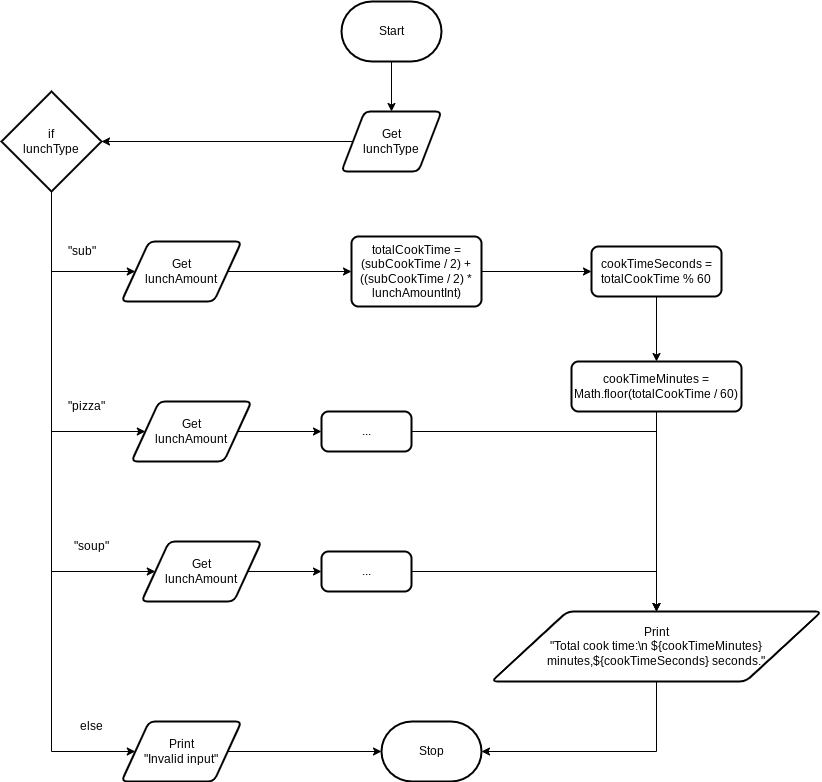 Start
Get
lunchType
if
lunchType
"sub"
Get
lunchAmount
totalCookTime =
(subCookTime / 2) +
((subCookTime / 2) *
lunchAmountInt)
cookTimeSeconds =
totalCookTime % 60
cookTimeMinutes =
Math.floor(totalCookTime / 60)
"pizza"
Get
lunchAmount
...
"soup"
Get
lunchAmount
...
Print
"Total cook time:\n ${cookTimeMinutes}
minutes,${cookTimeSeconds} seconds."
else
Print
"Invalid input"
Stop